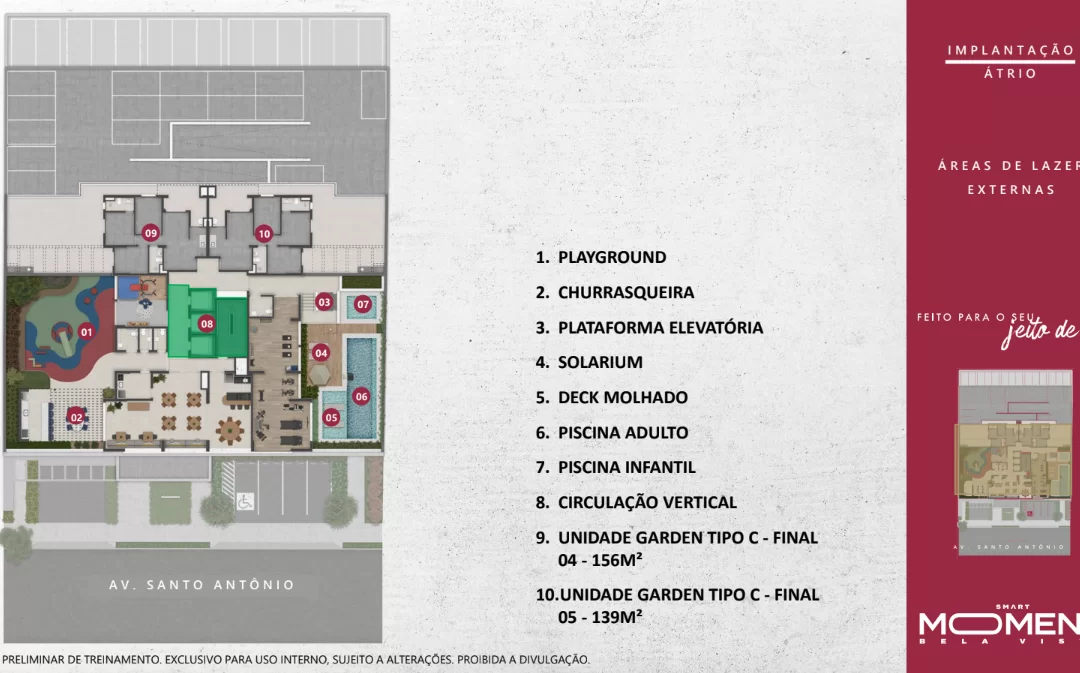 IMPLANTAÇÃO
ÁTRIO
ÁREAS DE LAZER
EXTERNAS
09
10
03
07
08
01
04
06
02
05
1. PLAYGROUND
2. CHURRASQUEIRA
3. PLATAFORMA ELEVATÓRIA
4. SOLARIUM
5. DECK MOLHADO
6. PISCINA ADULTO
7. PISCINA INFANTIL
8. CIRCULAÇÃO VERTICAL
9. UNIDADE GARDEN TIPO C - FINAL
04 - 156M²
10.UNIDADE GARDEN TIPO C - FINAL
05 - 139M²
FEITO PARA O SEU
jeito de
AV. SANTO ANTÔNIO
AV. SANTO ANTÔNIO
SMART
MOOMEN
BELA VIS
PRELIMINAR DE TREINAMENTO. EXCLUSIVO PARA USO INTERNO, SUJEITO A ALTERAÇÕES. PROIBIDA A DIVULGAÇÃO.